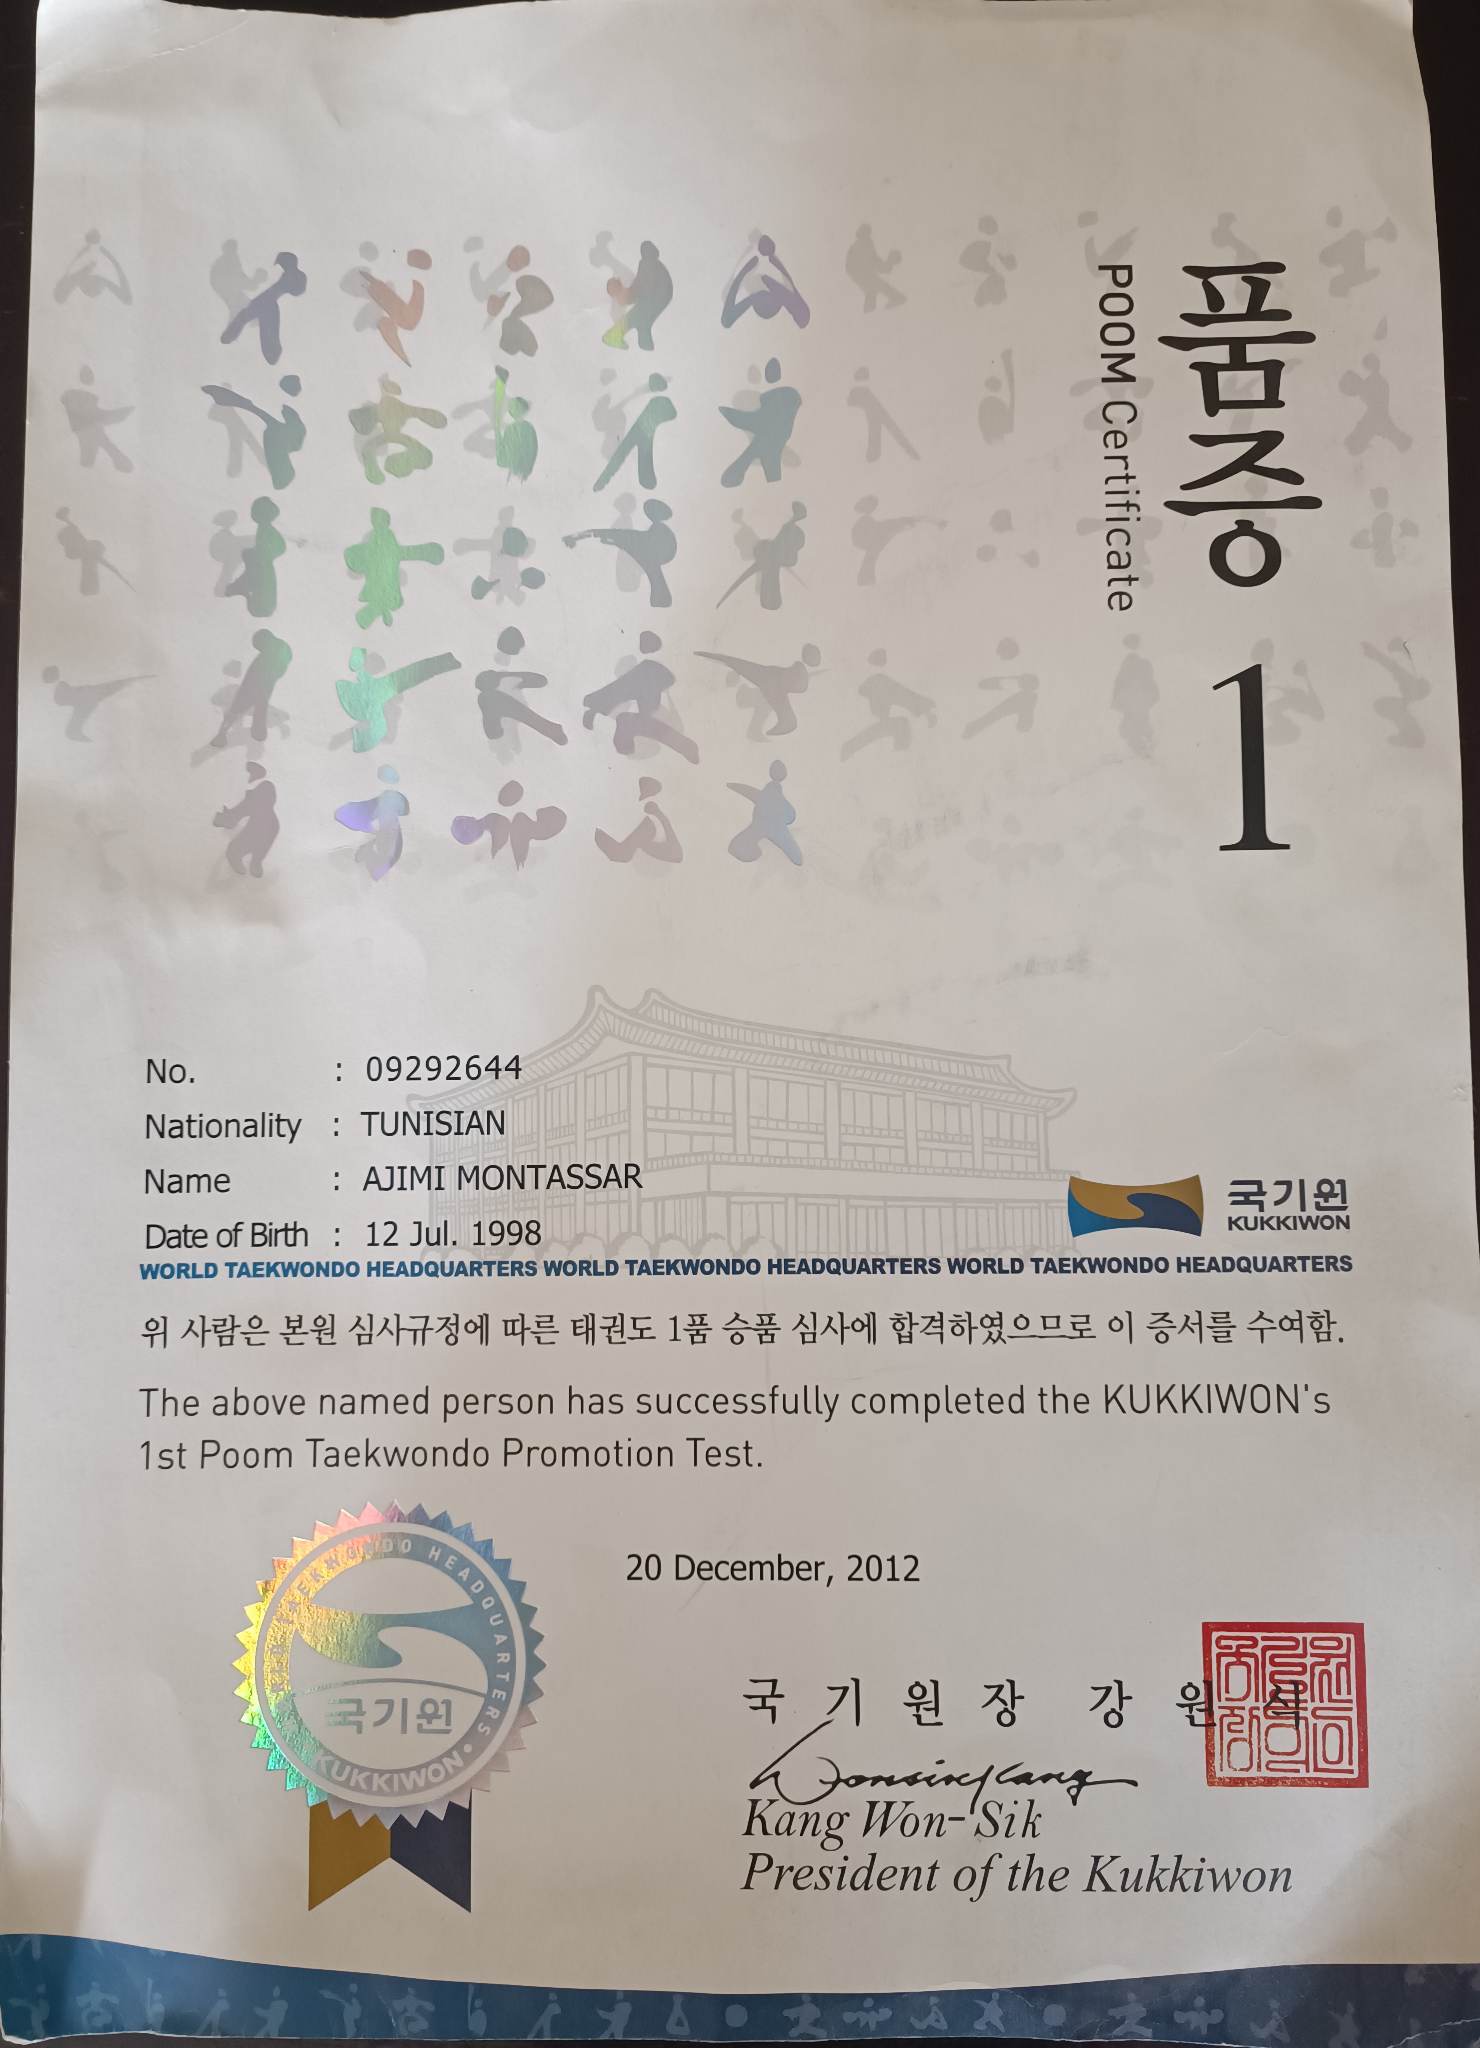 품증 1
POOM Certificate
No. : 09292644
Nationality : TUNISIAN
Name : AJIMI MONTASSAR
Date of Birth : 12 Jul. 1998
국기원
KUKKIWON
WORLD TAEKWONDO HEADQUARTERS WORLD TAEKWONDO HEADQUARTERS WORLD TAEKWONDO HEADQUARTERS
위 사람은 본원 심사규정에 따른 태권도 1품 승품 심사에 합격하였으므로 이 증서를 수여함.
The above named person has successfully completed the KUKKIWON's
1st Poom Taekwondo Promotion Test.
TAEKWONDO HEADQUARTERS
국기원
KUKKIWON
20 December, 2012
국 기 원 장 강 원 식
Wonsik Kang
Kang Won-Sik
President of the Kukkiwon